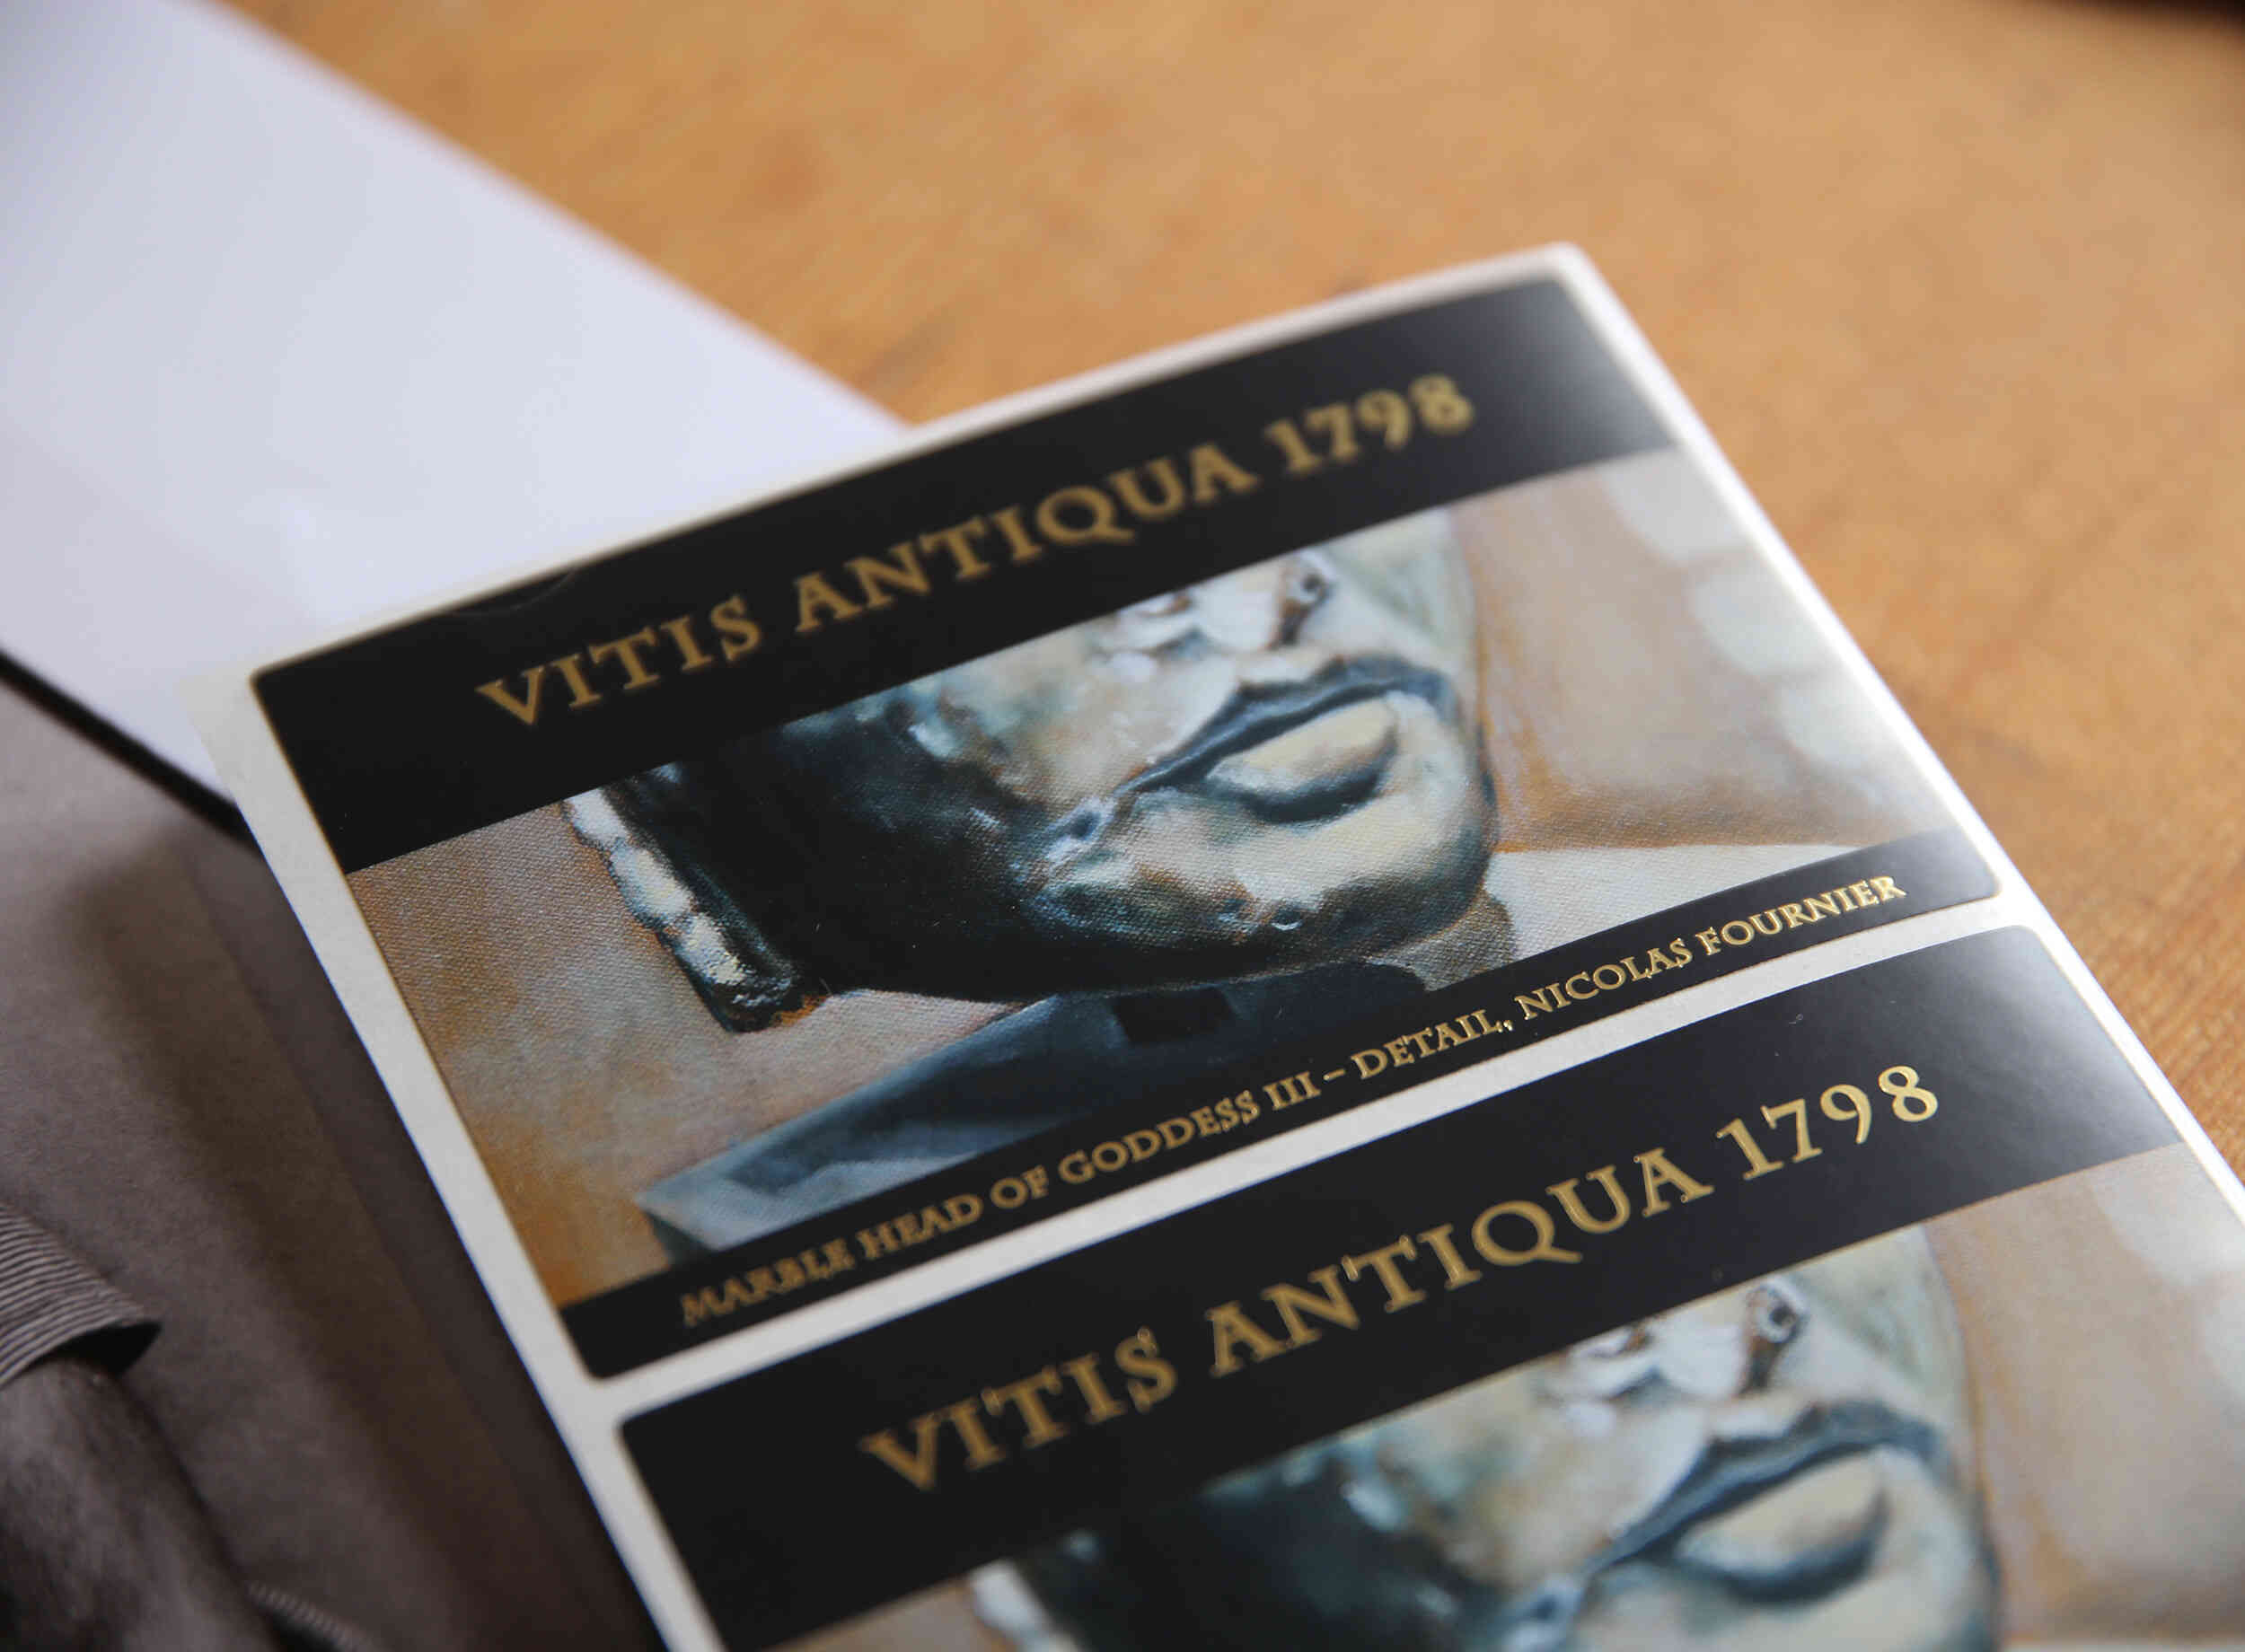 VITIS ANTIQUA 1798
MARBLE HEAD OF GODDESS III – DETAIL, NICOLAS FOURNIER
VITIS ANTIQUA 1798